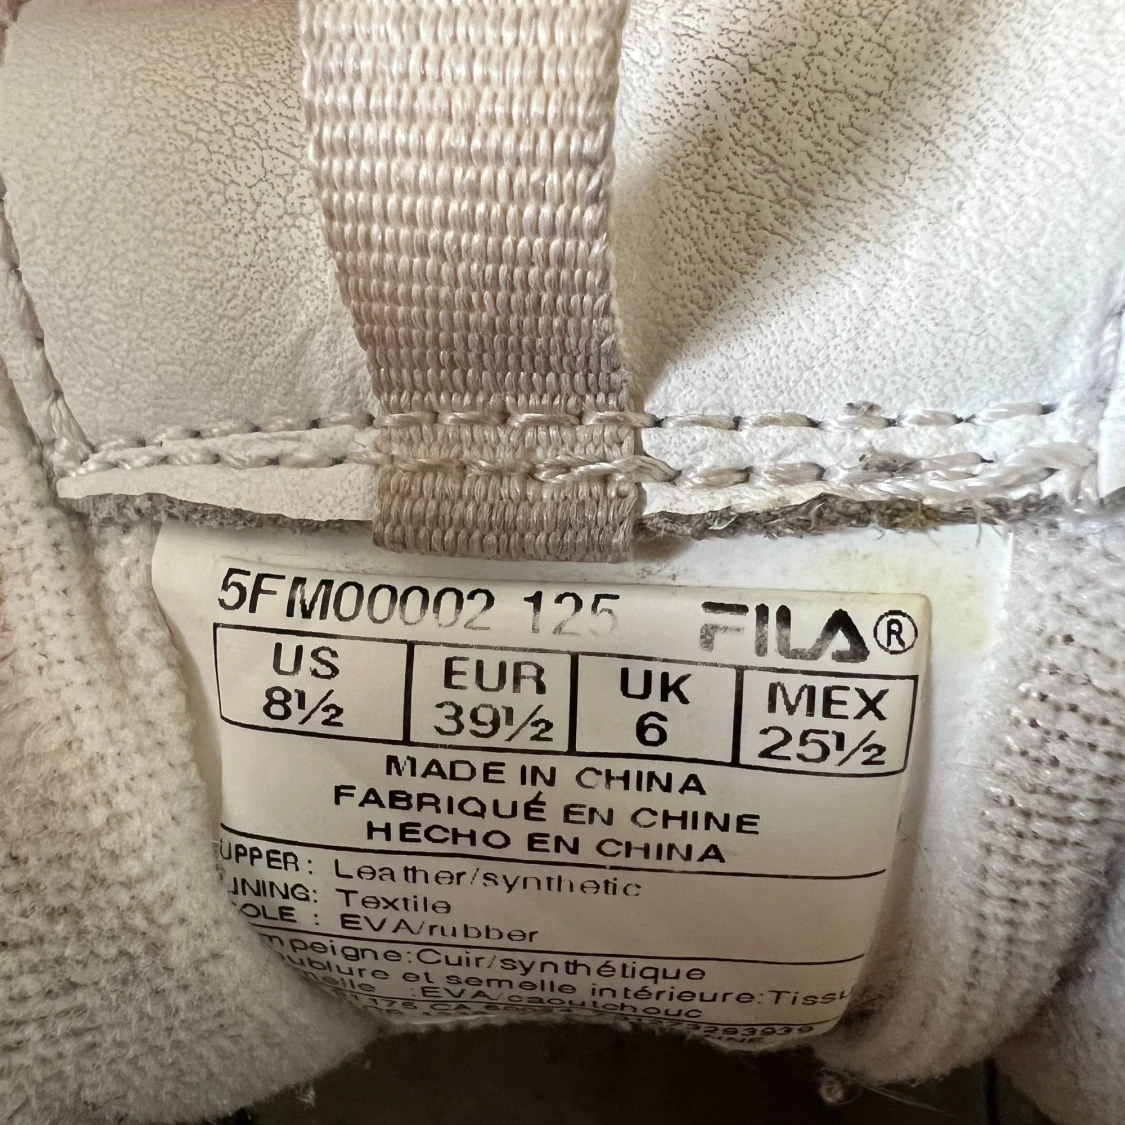 5FM00002 125 FILA®
US EUR UK MEX
8½ 39½ 6 25½
MADE IN CHINA
FABRIQUÉ EN CHINE
HECHO EN CHINA
UPPER: Leather/synthetic
LINING: Textile
SOLE : EVA/rubber
Empeigne:Cuir/synthétique
Doublure et semelle intérieure:Tissu
Semelle :EVA/caoutchouc